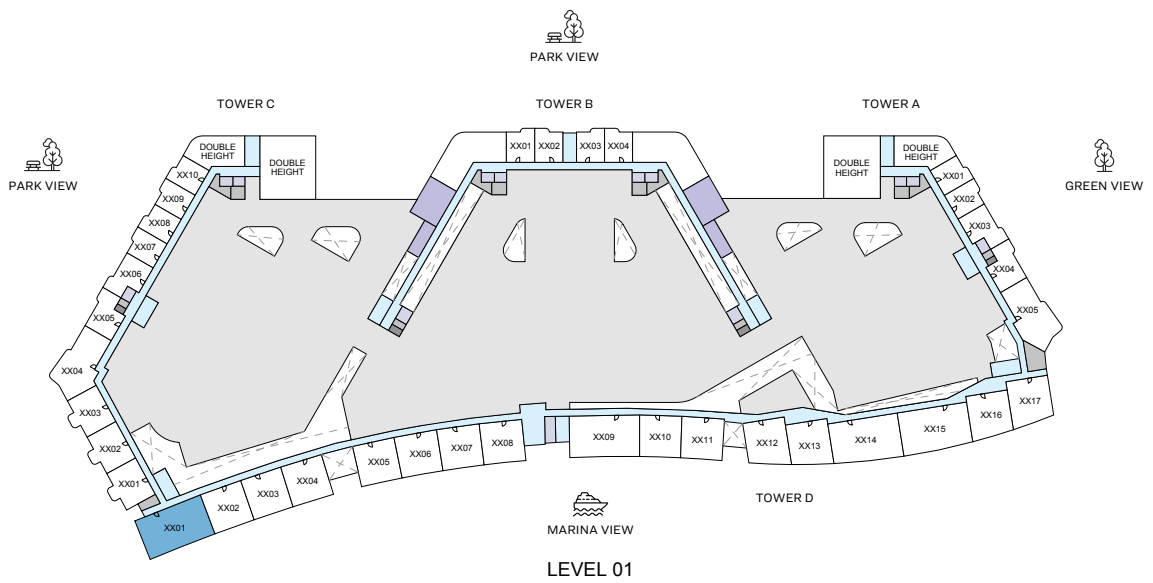 PARK VIEW
TOWER C
TOWER B
TOWER A
PARK VIEW
GREEN VIEW
DOUBLE
HEIGHT
DOUBLE
HEIGHT
XX10
XX09
XX08
XX07
XX06
XX05
XX04
XX03
XX02
XX01
XX01
XX02
XX03
XX04
DOUBLE
HEIGHT
DOUBLE
HEIGHT
XX01
XX02
XX03
XX04
XX05
XX01
XX02
XX03
XX04
XX05
XX06
XX07
XX08
XX09
XX10
XX11
XX12
XX13
XX14
XX15
XX16
XX17
TOWER D
MARINA VIEW
LEVEL 01